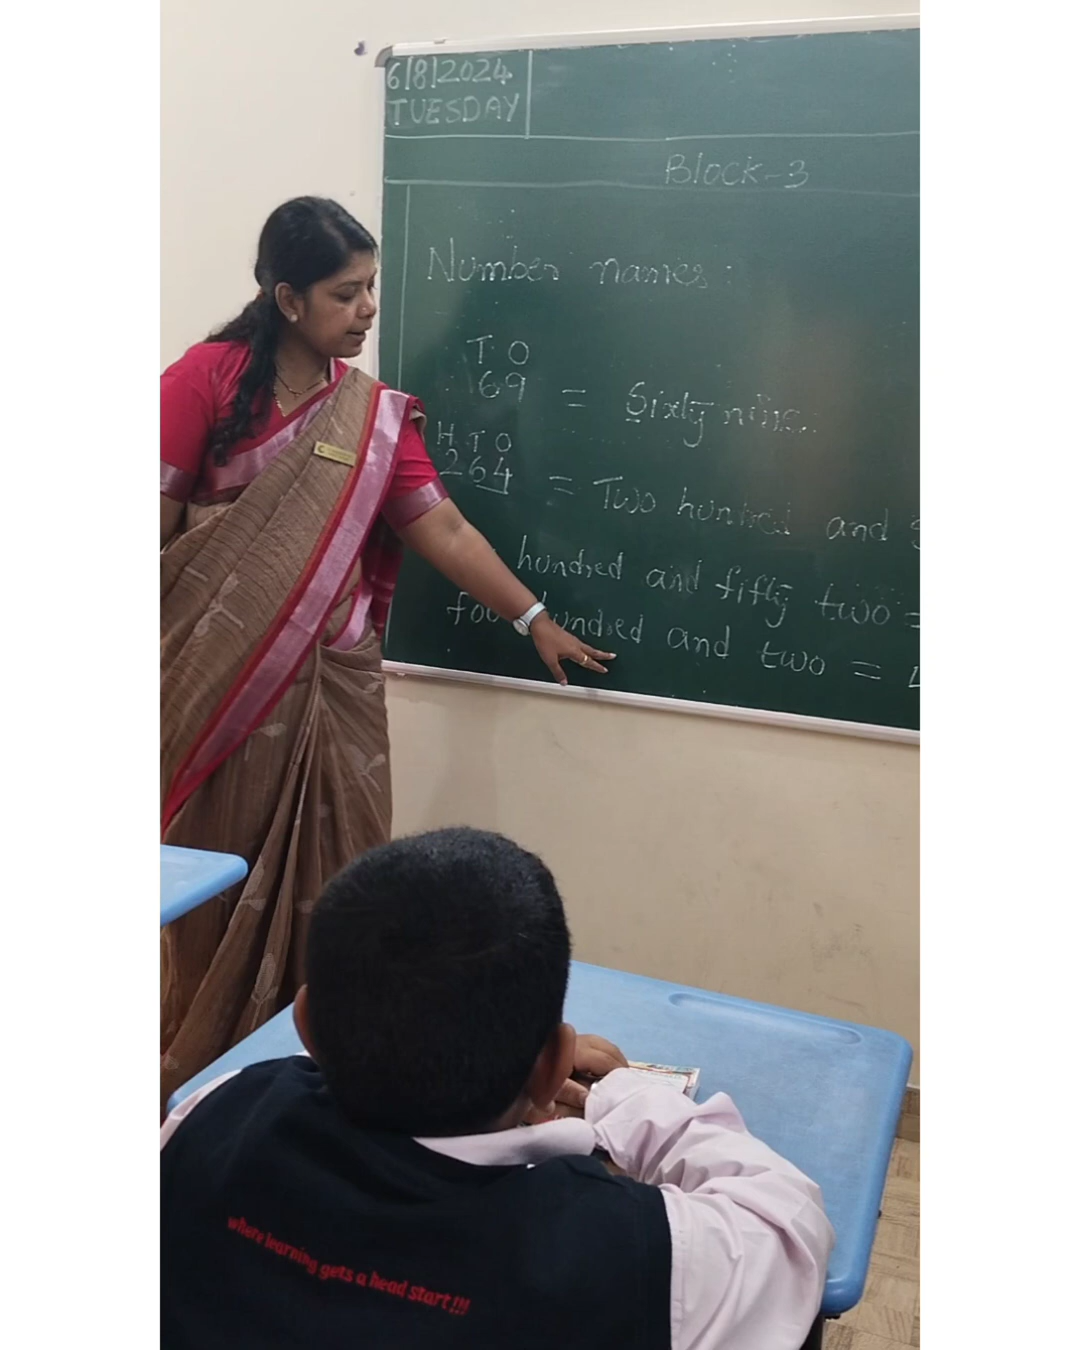 6/8/2024
TUESDAY
Block-3
Number names:
T O
69 = Sixty nine.
H T O
264 = Two hundred and
hundred and fifty two =
hundred and two =
where learning gets a head start!!!